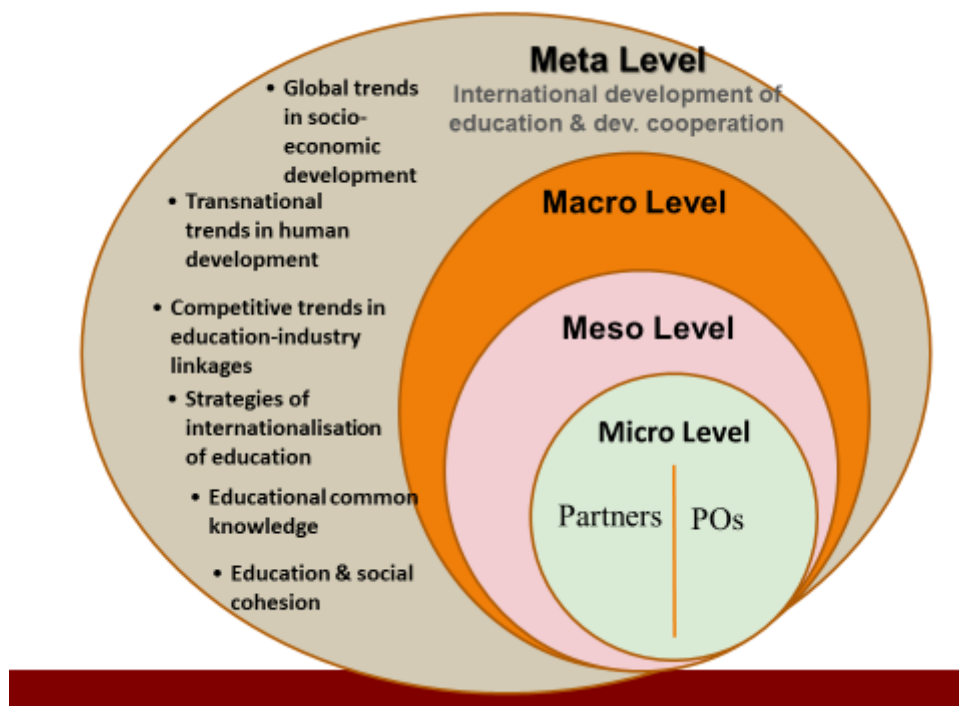 Meta Level
International development of
education & dev. cooperation
• Global trends
in socio-
economic
development
• Transnational
trends in human
development
• Competitive trends in
education-industry
linkages
• Strategies of
internationalisation
of education
• Educational common
knowledge
• Education & social
cohesion
Macro Level
Meso Level
Micro Level
Partners
POs